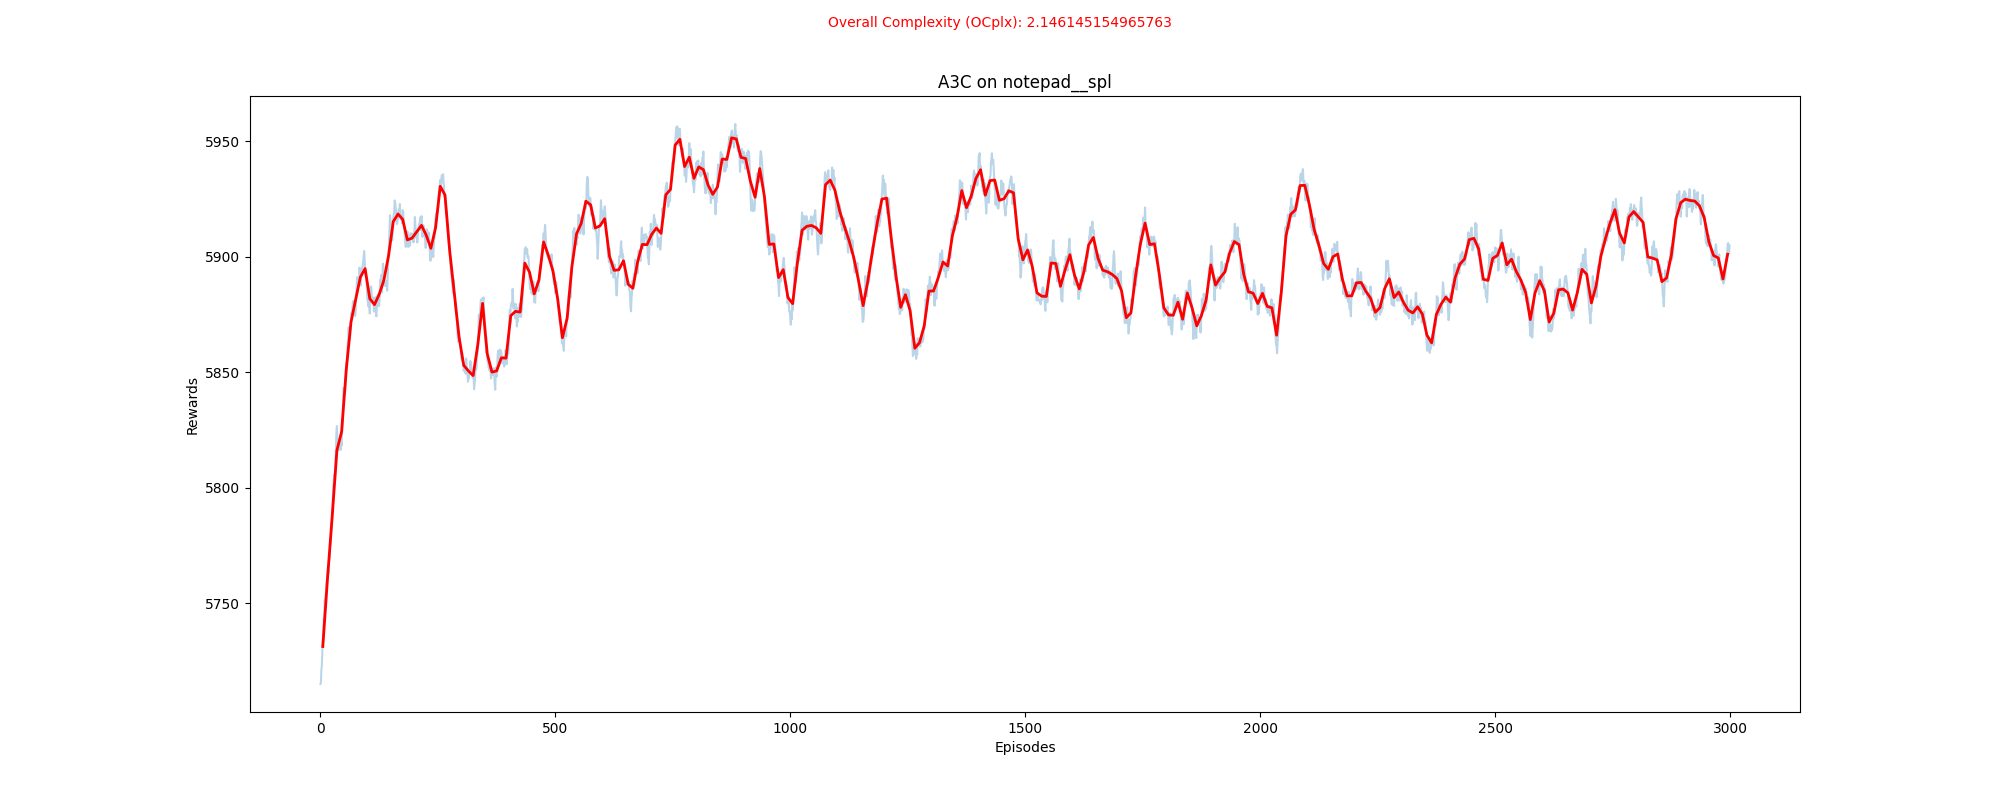 Overall Complexity (OCplx): 2.146145154965763
A3C on notepad__spl
5950
5900
5850
5800
5750
Rewards
0 500 1000 1500 2000 2500 3000
Episodes